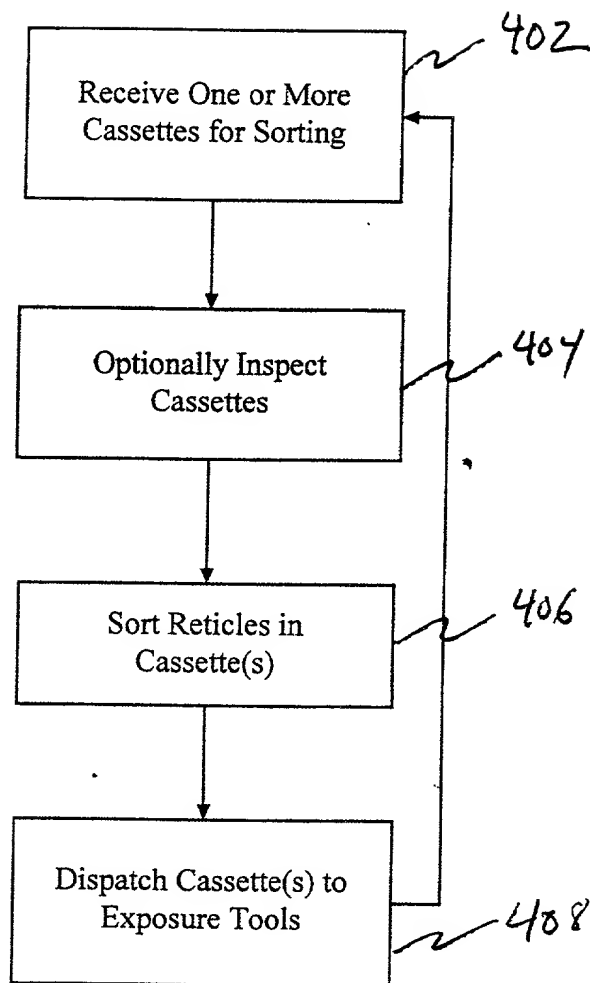 402
Receive One or More
Cassettes for Sorting
404
Optionally Inspect
Cassettes
406
Sort Reticles in
Cassette(s)
Dispatch Cassette(s) to
Exposure Tools
408